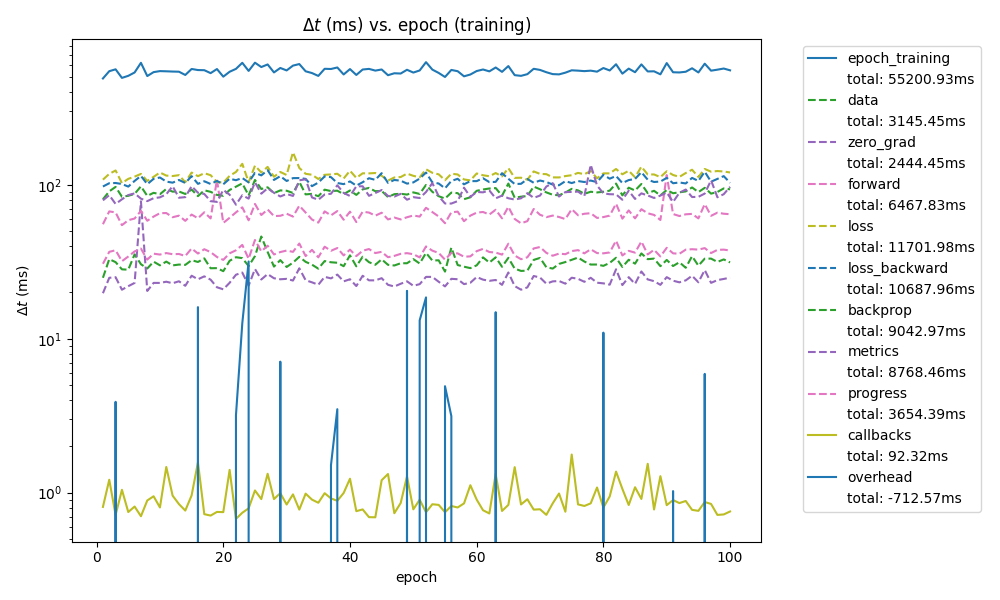 Δt (ms) vs. epoch (training)
Δt (ms)
10²
10¹
10⁰
0 20 40 60 80 100
epoch
epoch_training
total: 55200.93ms
data
total: 3145.45ms
zero_grad
total: 2444.45ms
forward
total: 6467.83ms
loss
total: 11701.98ms
loss_backward
total: 10687.96ms
backprop
total: 9042.97ms
metrics
total: 8768.46ms
progress
total: 3654.39ms
callbacks
total: 92.32ms
overhead
total: -712.57ms